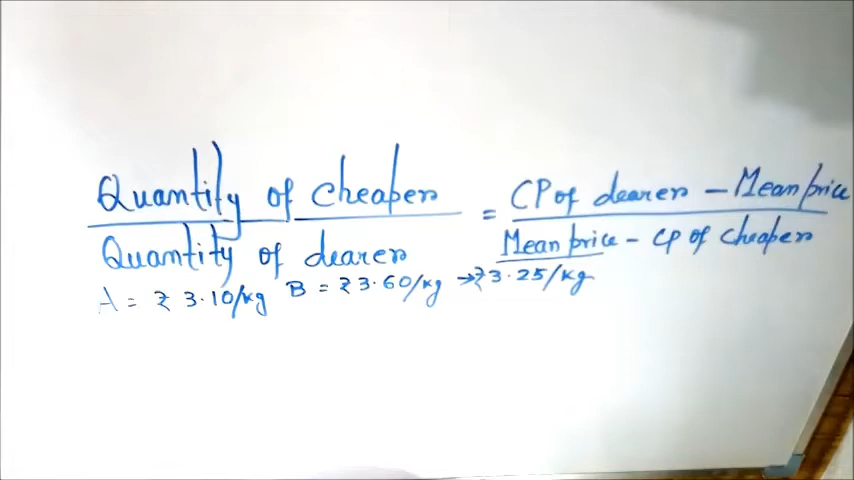 Quantity of cheaper = CP of dearer - Mean price
Quantity of dearer Mean price - CP of cheaper
A = ₹ 3.10/kg B = ₹3.60/kg → ₹3.25/kg